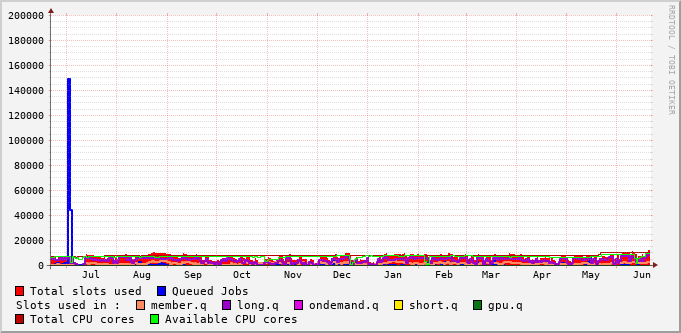 200000
180000
160000
140000
120000
100000
80000
60000
40000
20000
0
Jul Aug Sep Oct Nov Dec Jan Feb Mar Apr May Jun
RRDTOOL / TOBI OETIKER
Total slots used Queued Jobs
Slots used in : member.q long.q ondemand.q short.q gpu.q
Total CPU cores Available CPU cores